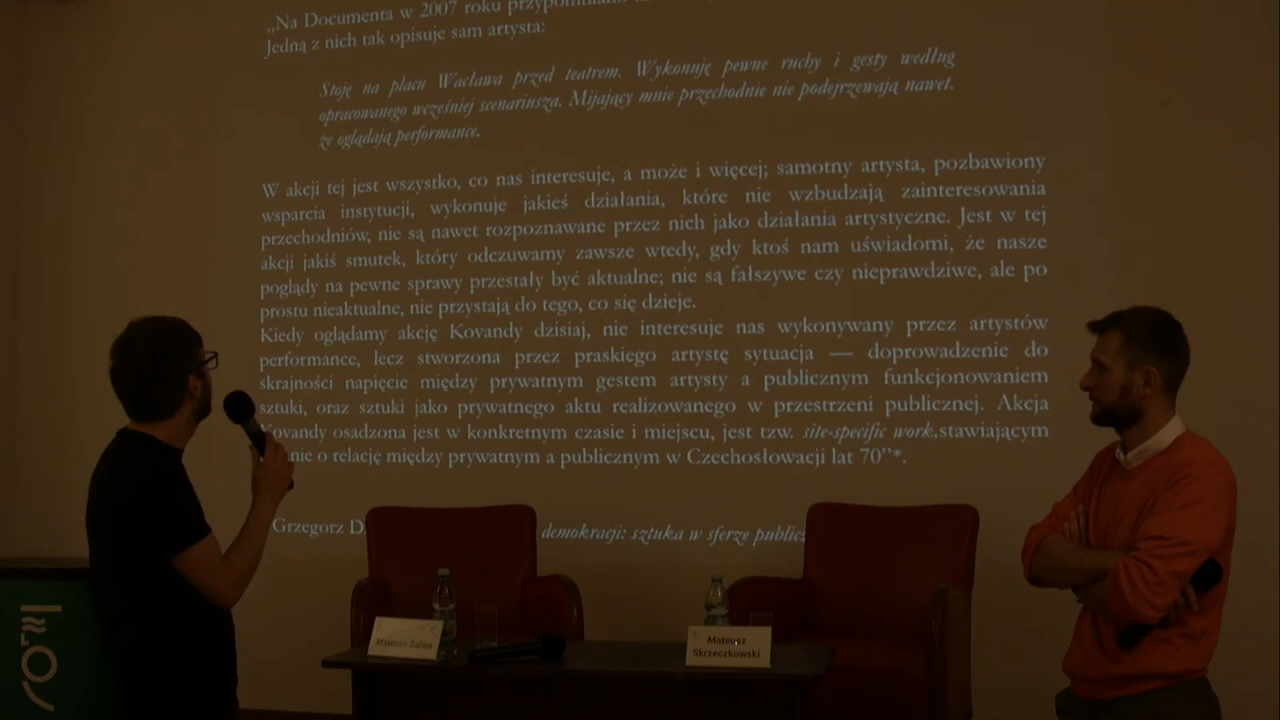 „Na Documenta w 2007 roku
Jedną z nich tak opisuje sam artysta:
Stoję na placu Wacława przed teatrem. Wykonuję pewne ruchy i gesty według
opracowanego wcześniej scenariusza. Mijający mnie przechodnie nie podejrzewają nawet,
że oglądają performance.
W akcji tej jest wszystko, co nas interesuje, a może i więcej; samotny artysta, pozbawiony
wsparcia instytucji, wykonuje jakieś działania, które nie wzbudzają zainteresowania
przechodniów, nie są nawet rozpoznawane przez nich jako działania artystyczne. Jest w tej
akcji jakiś smutek, który odczuwamy zawsze wtedy, gdy ktoś nam uświadomi, że nasze
poglądy na pewne sprawy przestały być aktualne; nie są fałszywe czy nieprawdziwe, ale po
prostu nieaktualne, nie przystają do tego, co się dzieje.
Kiedy oglądamy akcję Kovandy dzisiaj, nie interesuje nas wykonywany przez artystów
performance, lecz stworzona przez praskiego artystę sytuacja — doprowadzenie do
skrajności napięcie między prywatnym gestem artysty a publicznym funkcjonowaniem
sztuki, oraz sztuki jako prywatnego aktu realizowanego w przestrzeni publicznej. Akcja
Kovandy osadzona jest w konkretnym czasie i miejscu, jest tzw. site-specific work,stawiającym
o relację między prywatnym a publicznym w Czechosłowacji lat 70”*.
Grzegorz D demokracji: sztuka w sferze public
Mateusz Salwa
Mateusz
Skrzeczkowski